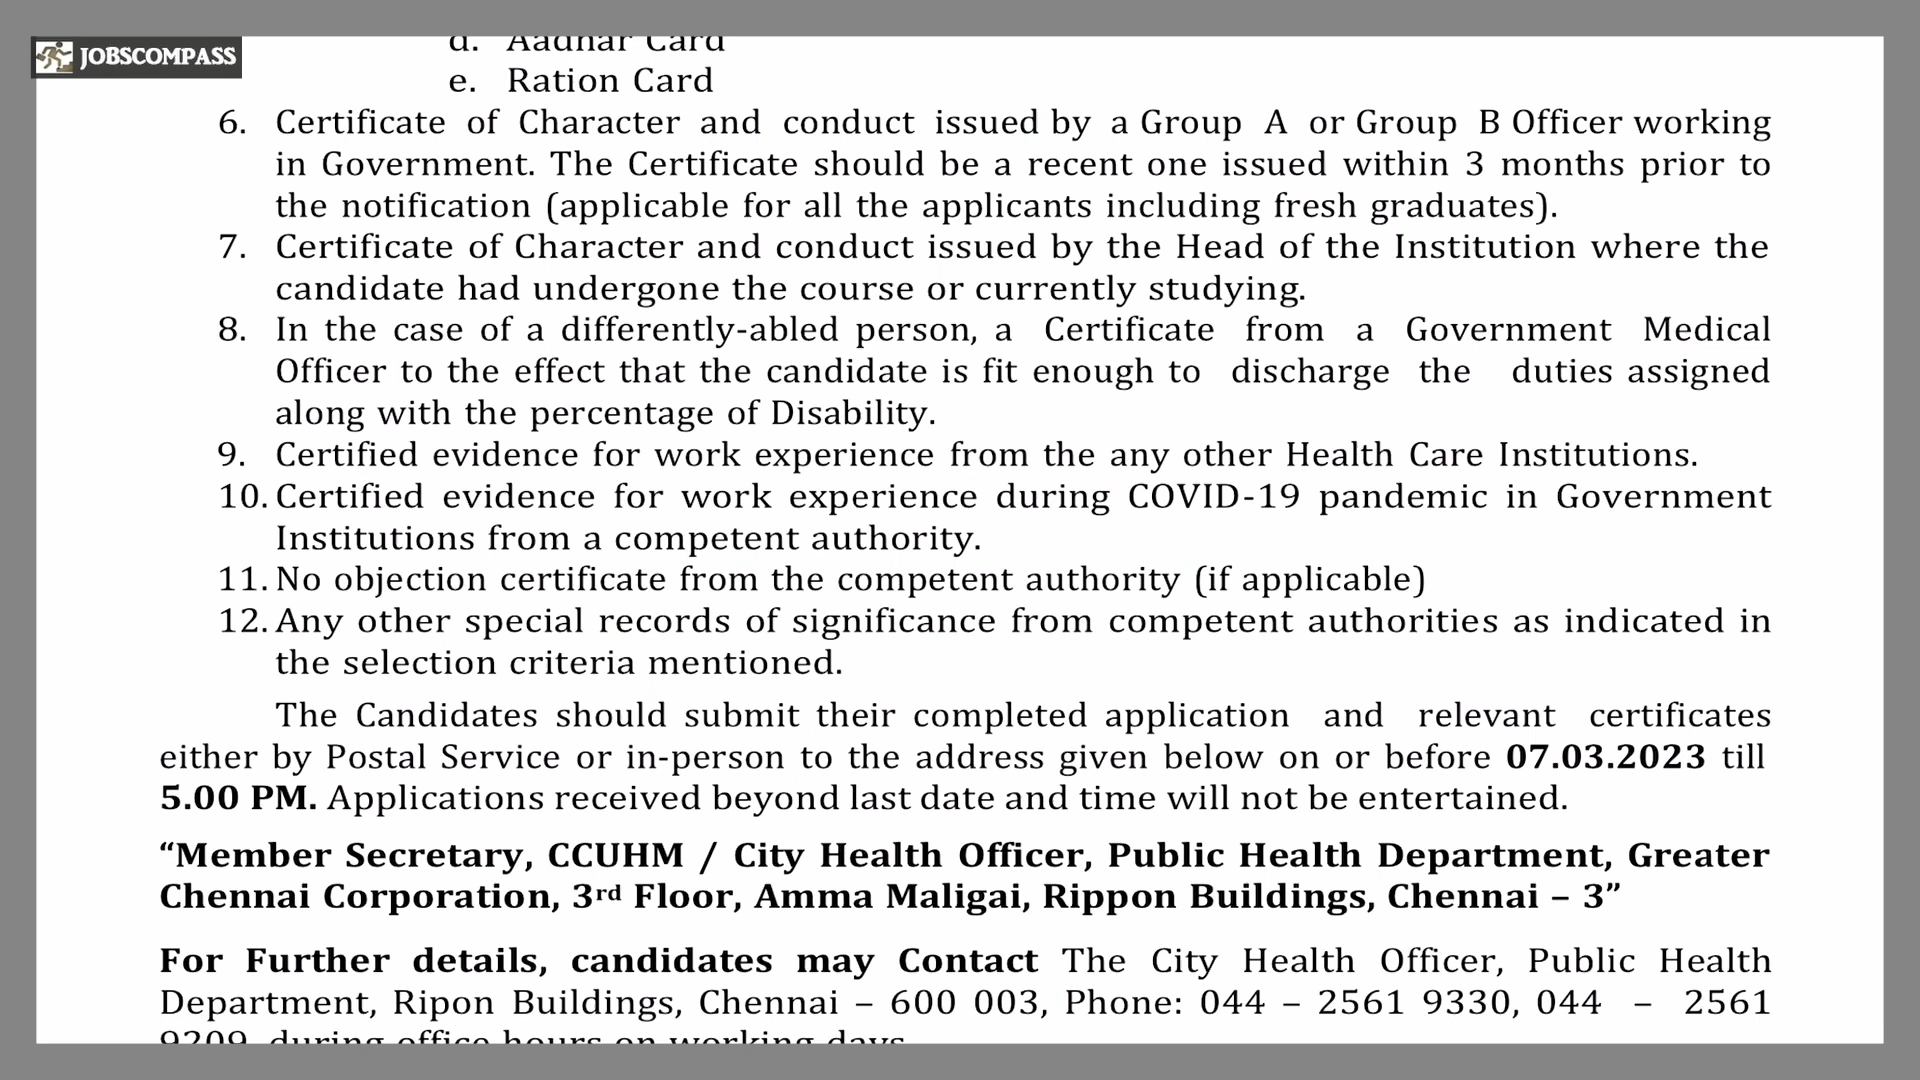 JOBSCOMPASS
d. Aadhar Card
e. Ration Card
6. Certificate of Character and conduct issued by a Group A or Group B Officer working
in Government. The Certificate should be a recent one issued within 3 months prior to
the notification (applicable for all the applicants including fresh graduates).
7. Certificate of Character and conduct issued by the Head of the Institution where the
candidate had undergone the course or currently studying.
8. In the case of a differently-abled person, a Certificate from a Government Medical
Officer to the effect that the candidate is fit enough to discharge the duties assigned
along with the percentage of Disability.
9. Certified evidence for work experience from the any other Health Care Institutions.
10. Certified evidence for work experience during COVID-19 pandemic in Government
Institutions from a competent authority.
11. No objection certificate from the competent authority (if applicable)
12. Any other special records of significance from competent authorities as indicated in
the selection criteria mentioned.
The Candidates should submit their completed application and relevant certificates
either by Postal Service or in-person to the address given below on or before 07.03.2023 till
5.00 PM. Applications received beyond last date and time will not be entertained.
“Member Secretary, CCUHM / City Health Officer, Public Health Department, Greater
Chennai Corporation, 3rd Floor, Amma Maligai, Rippon Buildings, Chennai – 3”
For Further details, candidates may Contact The City Health Officer, Public Health
Department, Ripon Buildings, Chennai – 600 003, Phone: 044 – 2561 9330, 044 – 2561
9209, during office hours on working days